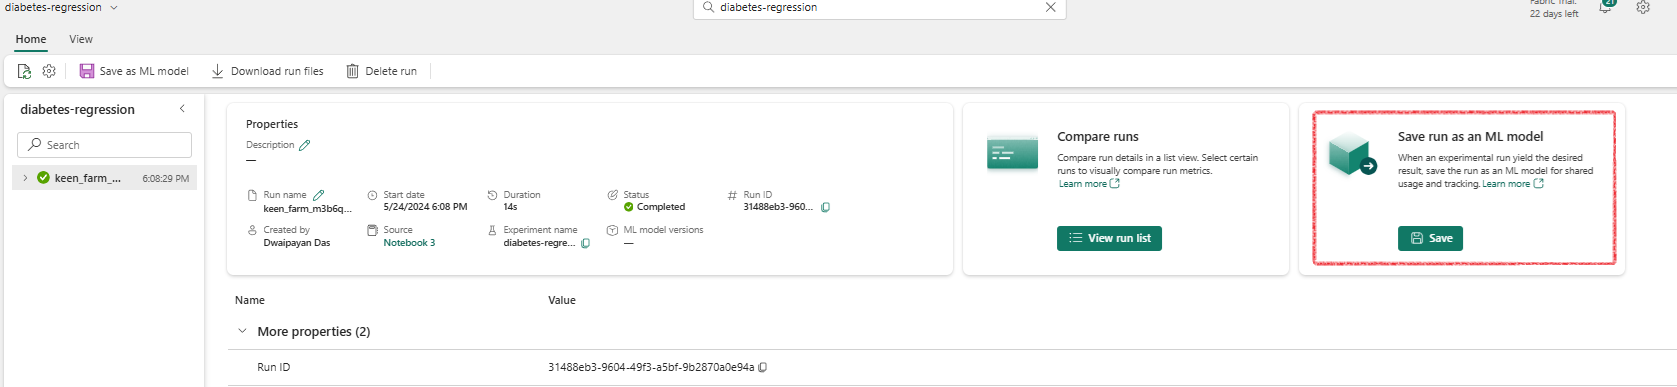 diabetes-regression
diabetes-regression
Fabric Trial:
22 days left
21
Home View
Save as ML model Download run files Delete run
diabetes-regression
Search
keen_farm_... 6:08:29 PM
Properties
Description
—
Run name Start date Duration Status Run ID
keen_farm_m3b6q... 5/24/2024 6:08 PM 14s Completed 31488eb3-960...
Created by Source Experiment name ML model versions
Dwaipayan Das Notebook 3 diabetes-regre... —
Compare runs
Compare run details in a list view. Select certain
runs to visually compare run metrics.
Learn more
View run list
Save run as an ML model
When an experimental run yield the desired
result, save the run as an ML model for shared
usage and tracking. Learn more
Save
Name Value
More properties (2)
Run ID 31488eb3-9604-49f3-a5bf-9b2870a0e94a